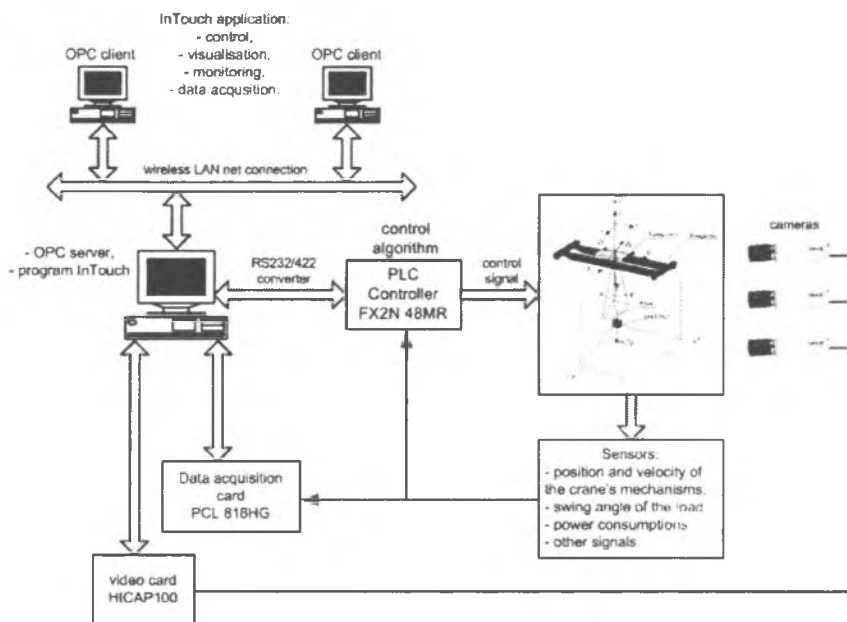 InTouch application:
- control,
- visualisation,
- monitoring,
- data acqusition.
OPC client
OPC client
wireless LAN net connection
- OPC server,
- program InTouch
RS232/422
converter
control
algorithm
PLC
Controller
FX2N 48MR
control
signal
cameras
Data acquisition
card
PCL 818HG
Sensors:
- position and velocity of
the crane's mechanisms.
- swing angle of the load
- power consumptions
- other signals.
video card
HICAP100